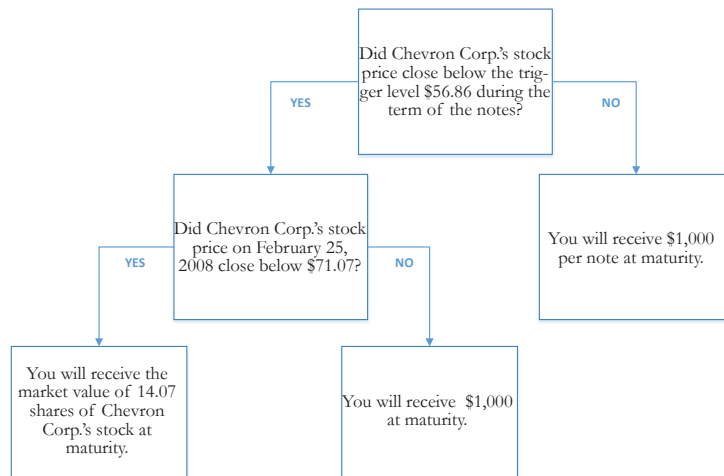 Did Chevron Corp.'s stock
price close below the trig-
ger level $56.86 during the
term of the notes?
YES
NO
Did Chevron Corp.'s stock
price on February 25,
2008 close below $71.07?
You will receive $1,000
per note at maturity.
YES
NO
You will receive the
market value of 14.07
shares of Chevron
Corp.'s stock at
maturity.
You will receive $1,000
at maturity.